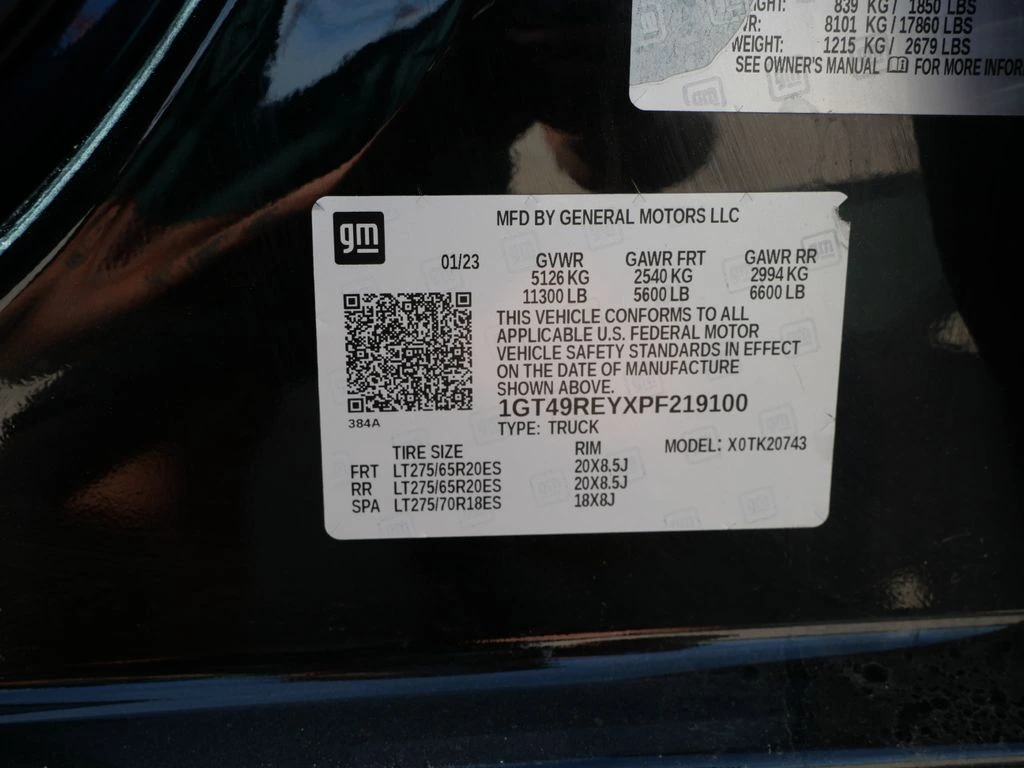 839 KG / 1850 LBS
8101 KG / 17860 LBS
WEIGHT: 1215 KG / 2679 LBS
SEE OWNER'S MANUAL FOR MORE
gm
MFD BY GENERAL MOTORS LLC
01/23
GVWR GAWR FRT GAWR RR
5126 KG 2540 KG 2994 KG
11300 LB 5600 LB 6600 LB
THIS VEHICLE CONFORMS TO ALL
APPLICABLE U.S. FEDERAL MOTOR
VEHICLE SAFETY STANDARDS IN EFFECT
ON THE DATE OF MANUFACTURE
SHOWN ABOVE.
1GT49REYXPF219100
384A
TYPE: TRUCK
TIRE SIZE RIM MODEL: X0TK20743
FRT LT275/65R20ES 20X8.5J
RR LT275/65R20ES 20X8.5J
SPA LT275/70R18ES 18X8J